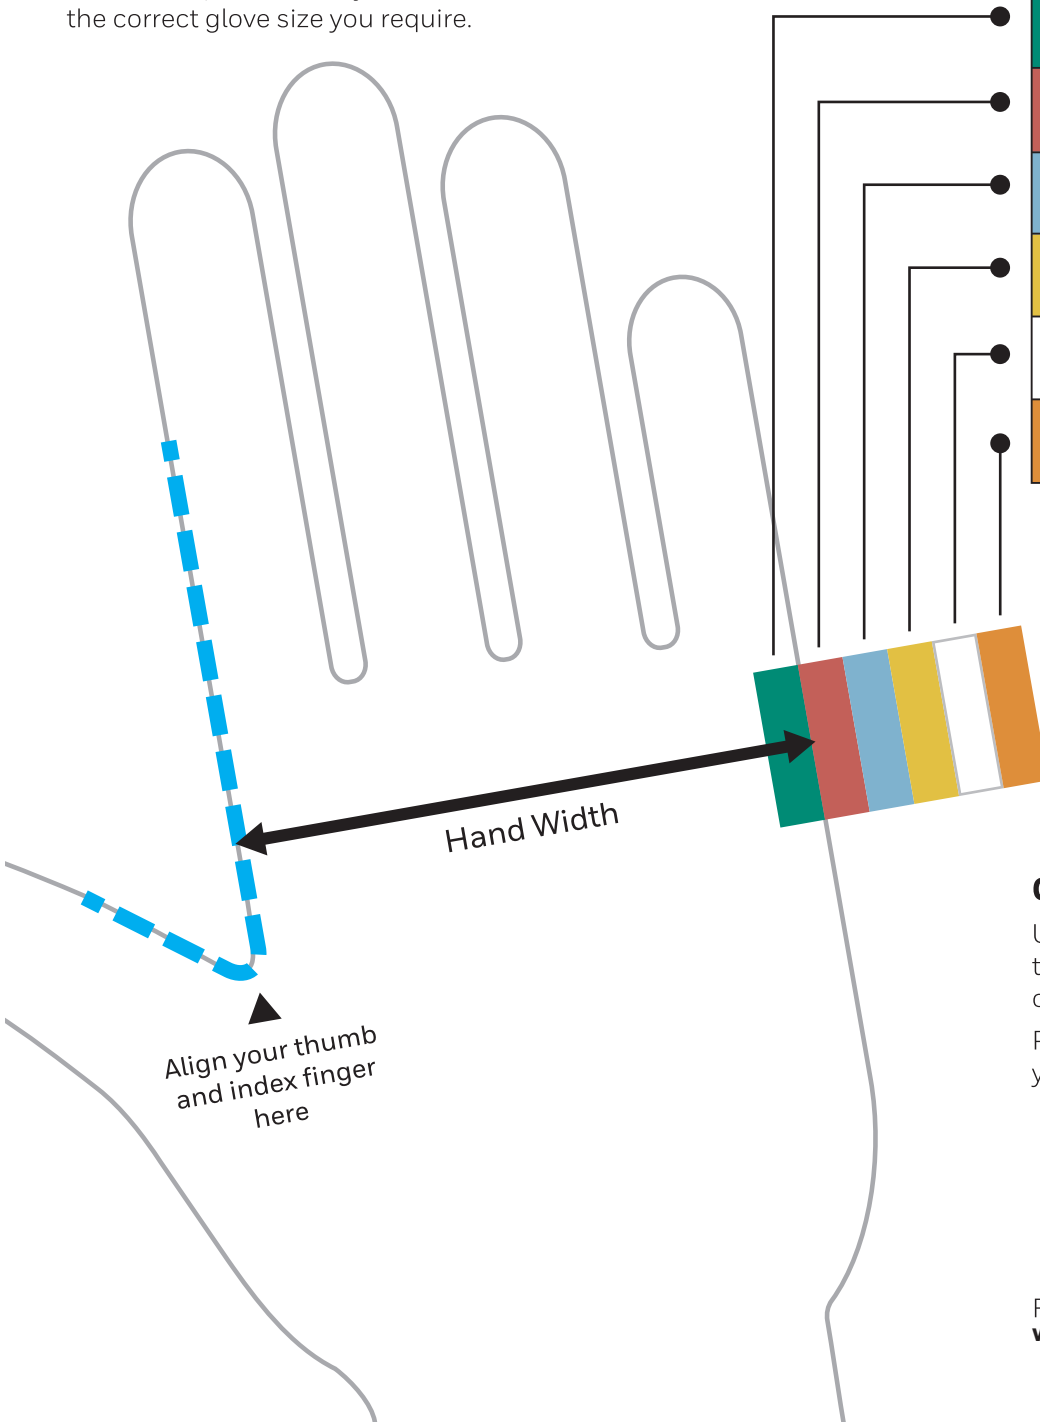 the correct glove size you require.
Hand Width
Align your thumb
and index finger
here